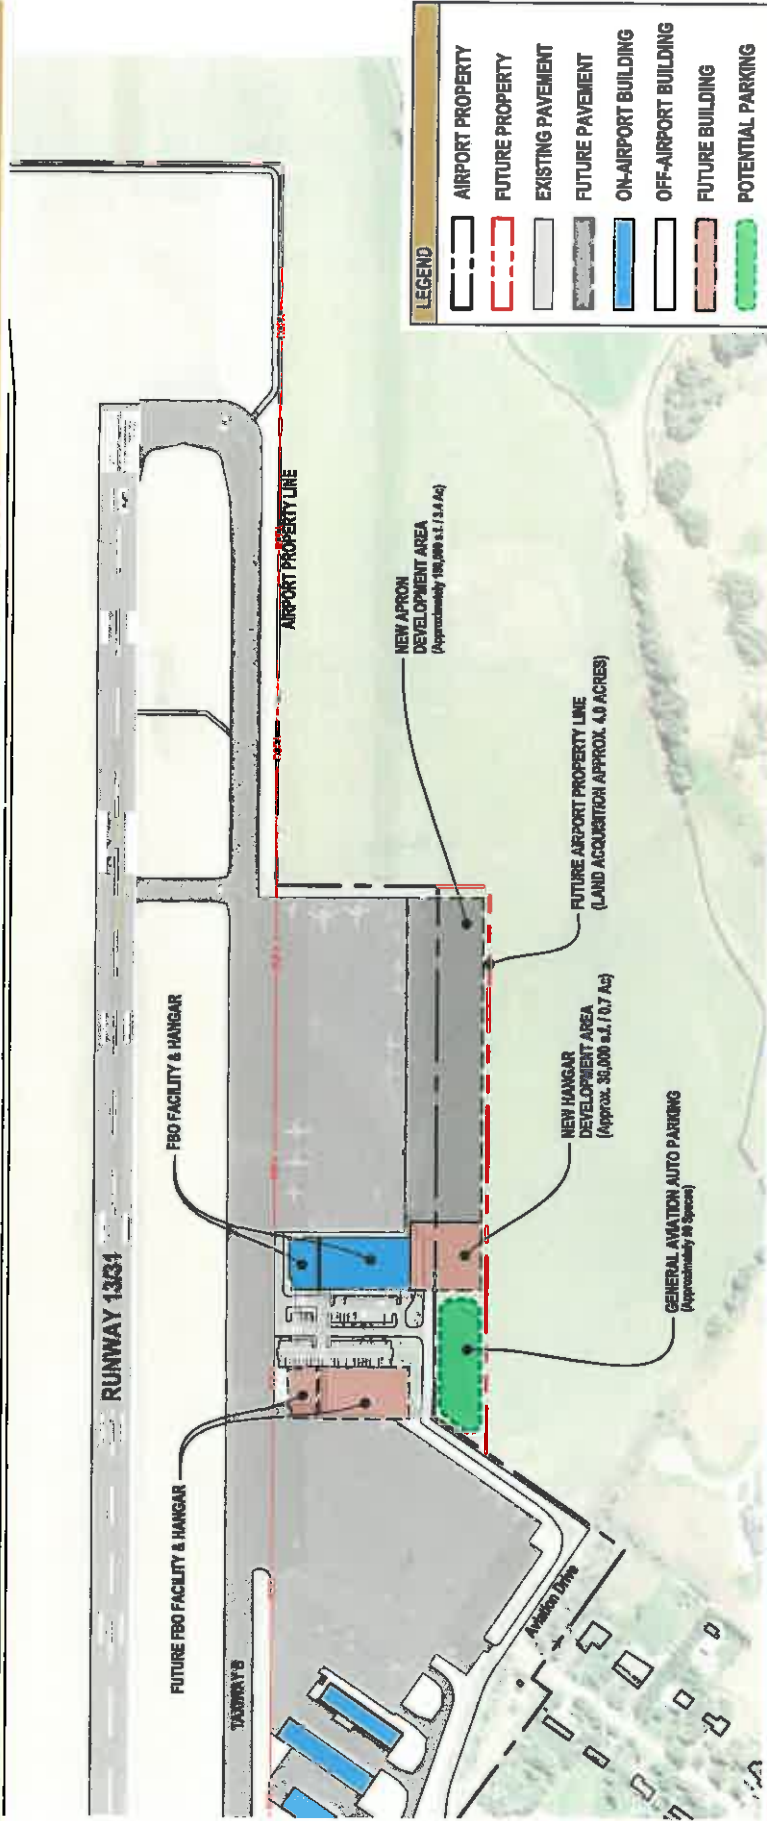 RUNWAY 13/31
FBO FACILITY & HANGAR
FUTURE FBO FACILITY & HANGAR
TAXIWAY B
AIRPORT PROPERTY LINE
NEW APRON
DEVELOPMENT AREA
FUTURE AIRPORT PROPERTY LINE
(LAND ACQUISITION APPROX. 4.0 ACRES)
NEW HANGAR
DEVELOPMENT AREA
(Approx. 30,000 s.f. / 0.7 Ac)
GENERAL AVIATION AUTO PARKING
Aviation Drive
LEGEND
AIRPORT PROPERTY
FUTURE PROPERTY
EXISTING PAVEMENT
FUTURE PAVEMENT
ON-AIRPORT BUILDING
OFF-AIRPORT BUILDING
FUTURE BUILDING
POTENTIAL PARKING